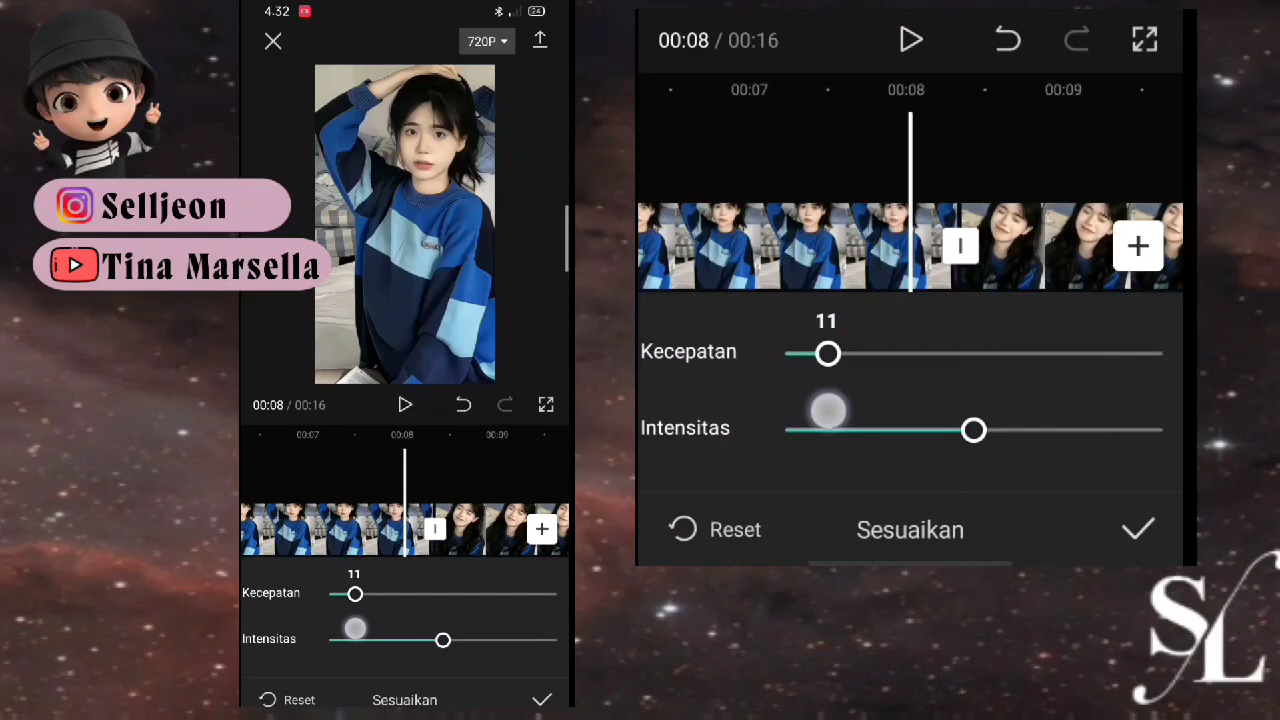 4.32
24
720P
Selljeon
Tina Marsella
00:08 / 00:16
00:07
00:08
00:09
11
Kecepatan
Intensitas
Reset
Sesuaikan
00:08 / 00:16
00:07
00:08
00:09
11
Kecepatan
Intensitas
Reset
Sesuaikan
SL